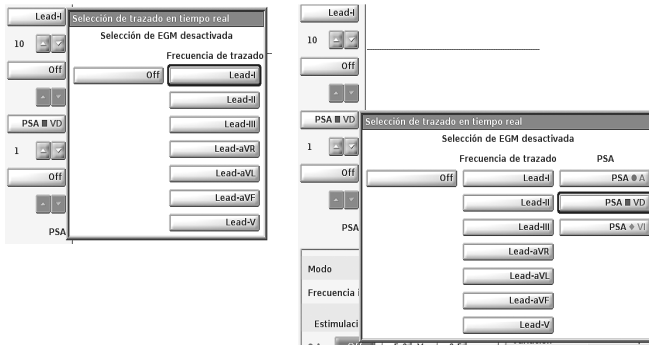 Lead-I
Selección de trazado en tiempo real
10
Selección de EGM desactivada
Frecuencia de trazado
Off
Off
Lead-I
Lead-II
PSA VD
Lead-III
1
Lead-aVR
Off
Lead-aVL
Lead-aVF
PSA
Lead-V
Lead-I
10
Off
PSA VD
Selección de trazado en tiempo real
1
Selección de EGM desactivada
Frecuencia de trazado
PSA
Off
Off
Lead-I
PSA A
Lead-II
PSA VD
PSA
Lead-III
PSA VI
Lead-aVR
Modo
Lead-aVL
Frecuencia
Lead-aVF
Estimulaci
Lead-V